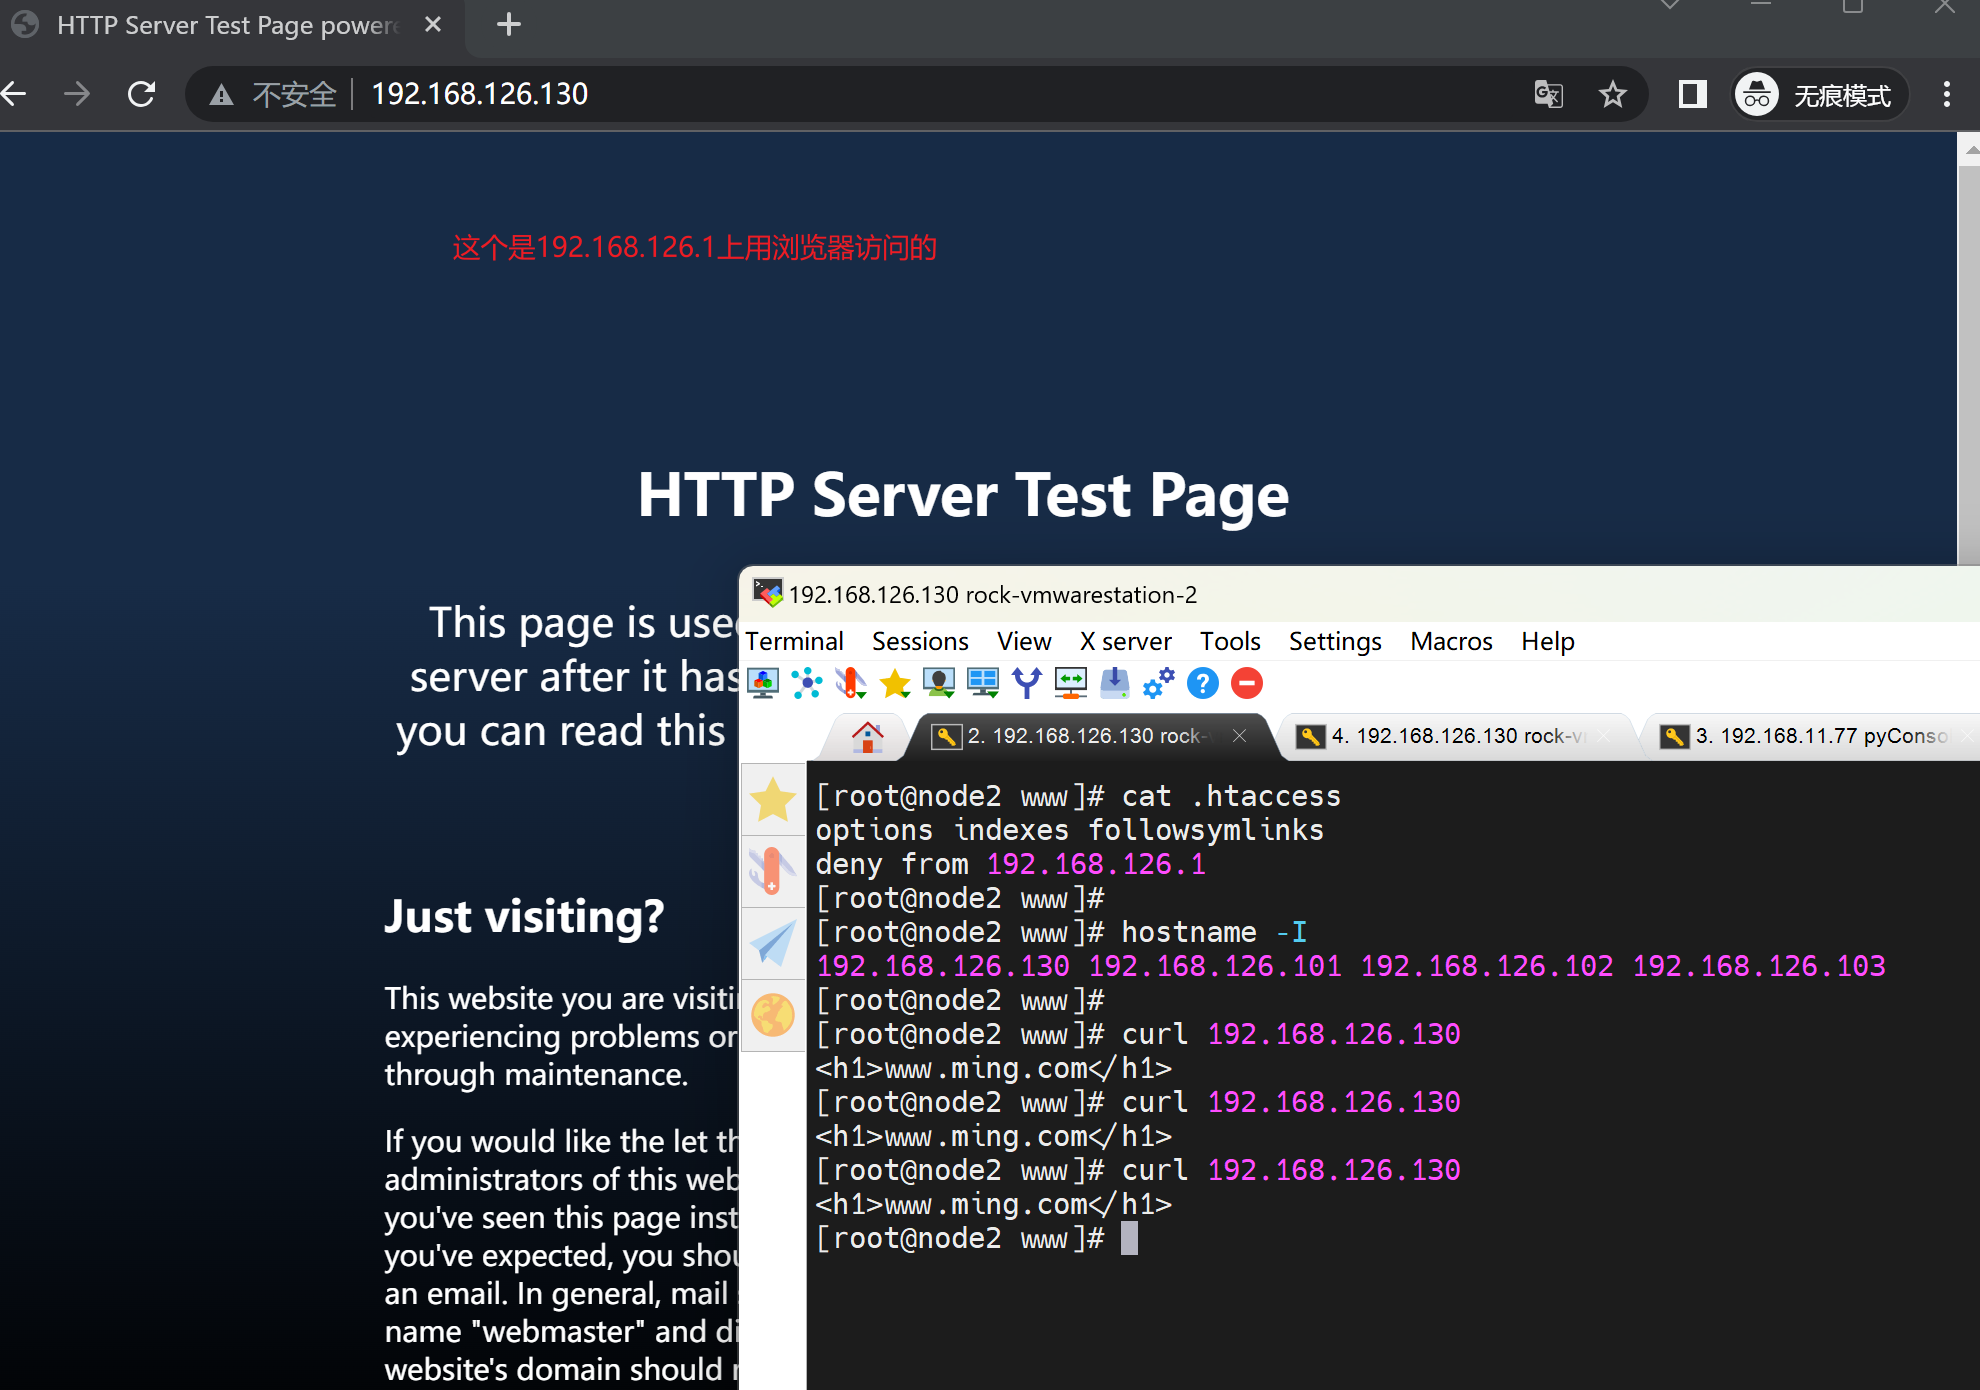 HTTP Server Test Page power
不安全
192.168.126.130
无痕模式
这个是192.168.126.1上用浏览器访问的
HTTP Server Test Page
This page is used
server after it has
you can read this
Just visiting?
This website you are visiti
experiencing problems or
through maintenance.
If you would like the let th
administrators of this web
you've seen this page inst
you've expected, you shou
an email. In general, mail
name "webmaster" and di
website's domain should r
192.168.126.130 rock-vmwarestation-2
Terminal Sessions View X server Tools Settings Macros Help
2. 192.168.126.130 rock-
4. 192.168.126.130 rock-v
3. 192.168.11.77 pyConso
[root@node2 www]# cat .htaccess
options indexes followsymlinks
deny from 192.168.126.1
[root@node2 www]#
[root@node2 www]# hostname -I
192.168.126.130 192.168.126.101 192.168.126.102 192.168.126.103
[root@node2 www]#
[root@node2 www]# curl 192.168.126.130
<h1>www.ming.com</h1>
[root@node2 www]# curl 192.168.126.130
<h1>www.ming.com</h1>
[root@node2 www]# curl 192.168.126.130
<h1>www.ming.com</h1>
[root@node2 www]#